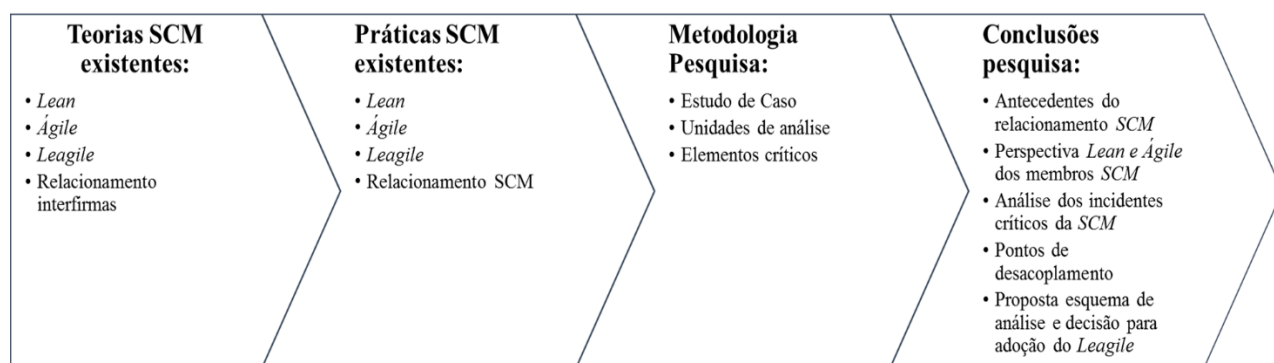 Teorias SCM
existentes:
• Lean
• Ágile
• Leagile
• Relacionamento
interfirmas
Práticas SCM
existentes:
• Lean
• Ágile
• Leagile
• Relacionamento SCM
Metodologia
Pesquisa:
• Estudo de Caso
• Unidades de análise
• Elementos críticos
Conclusões
pesquisa:
• Antecedentes do
relacionamento SCM
• Perspectiva Lean e Ágile
dos membros SCM
• Análise dos incidentes
críticos da SCM
• Pontos de
desacoplamento
• Proposta esquema de
análise e decisão para
adoção do Leagile